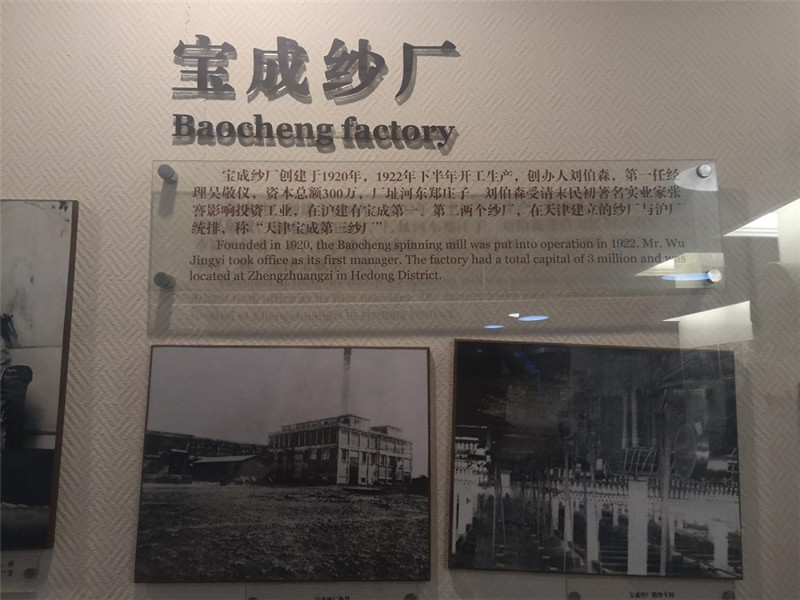 宝成纱厂
Baocheng factory
宝成纱厂创建于1920年，1922年下半年开工生产，创办人刘伯森，第一任经
理吴敬仪，资本总额300万，厂址河东郑庄子 刘伯森受清末民初著名实业家张
謇影响投资工业，在沪建有宝成第一、第二两个纱厂，在天津建立的纱厂与沪厂
统排，称“天津宝成第三纱厂”。
Founded in 1920, the Baocheng spinning mill was put into operation in 1922. Mr. Wu
Jingyi took office as its first manager. The factory had a total capital of 3 million and was
located at Zhengzhuangzi in Hedong District.